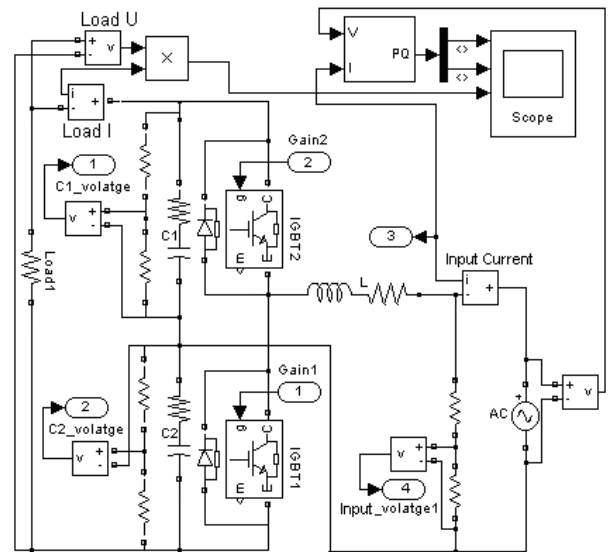 Load U
+
-
v
×
V
I
PQ
<>
<>
Scope
i
-
+
Load I
1
C1_volatge
v
+
-
C1
Gain2
2
g
C
E
IGBT2
3
Input Current
i
-
+
L
Load1
2
C2_volatge
v
+
-
C2
Gain1
1
g
C
E
IGBT1
+
AC
+
-
v
v
+
-
4
Input_volatge1